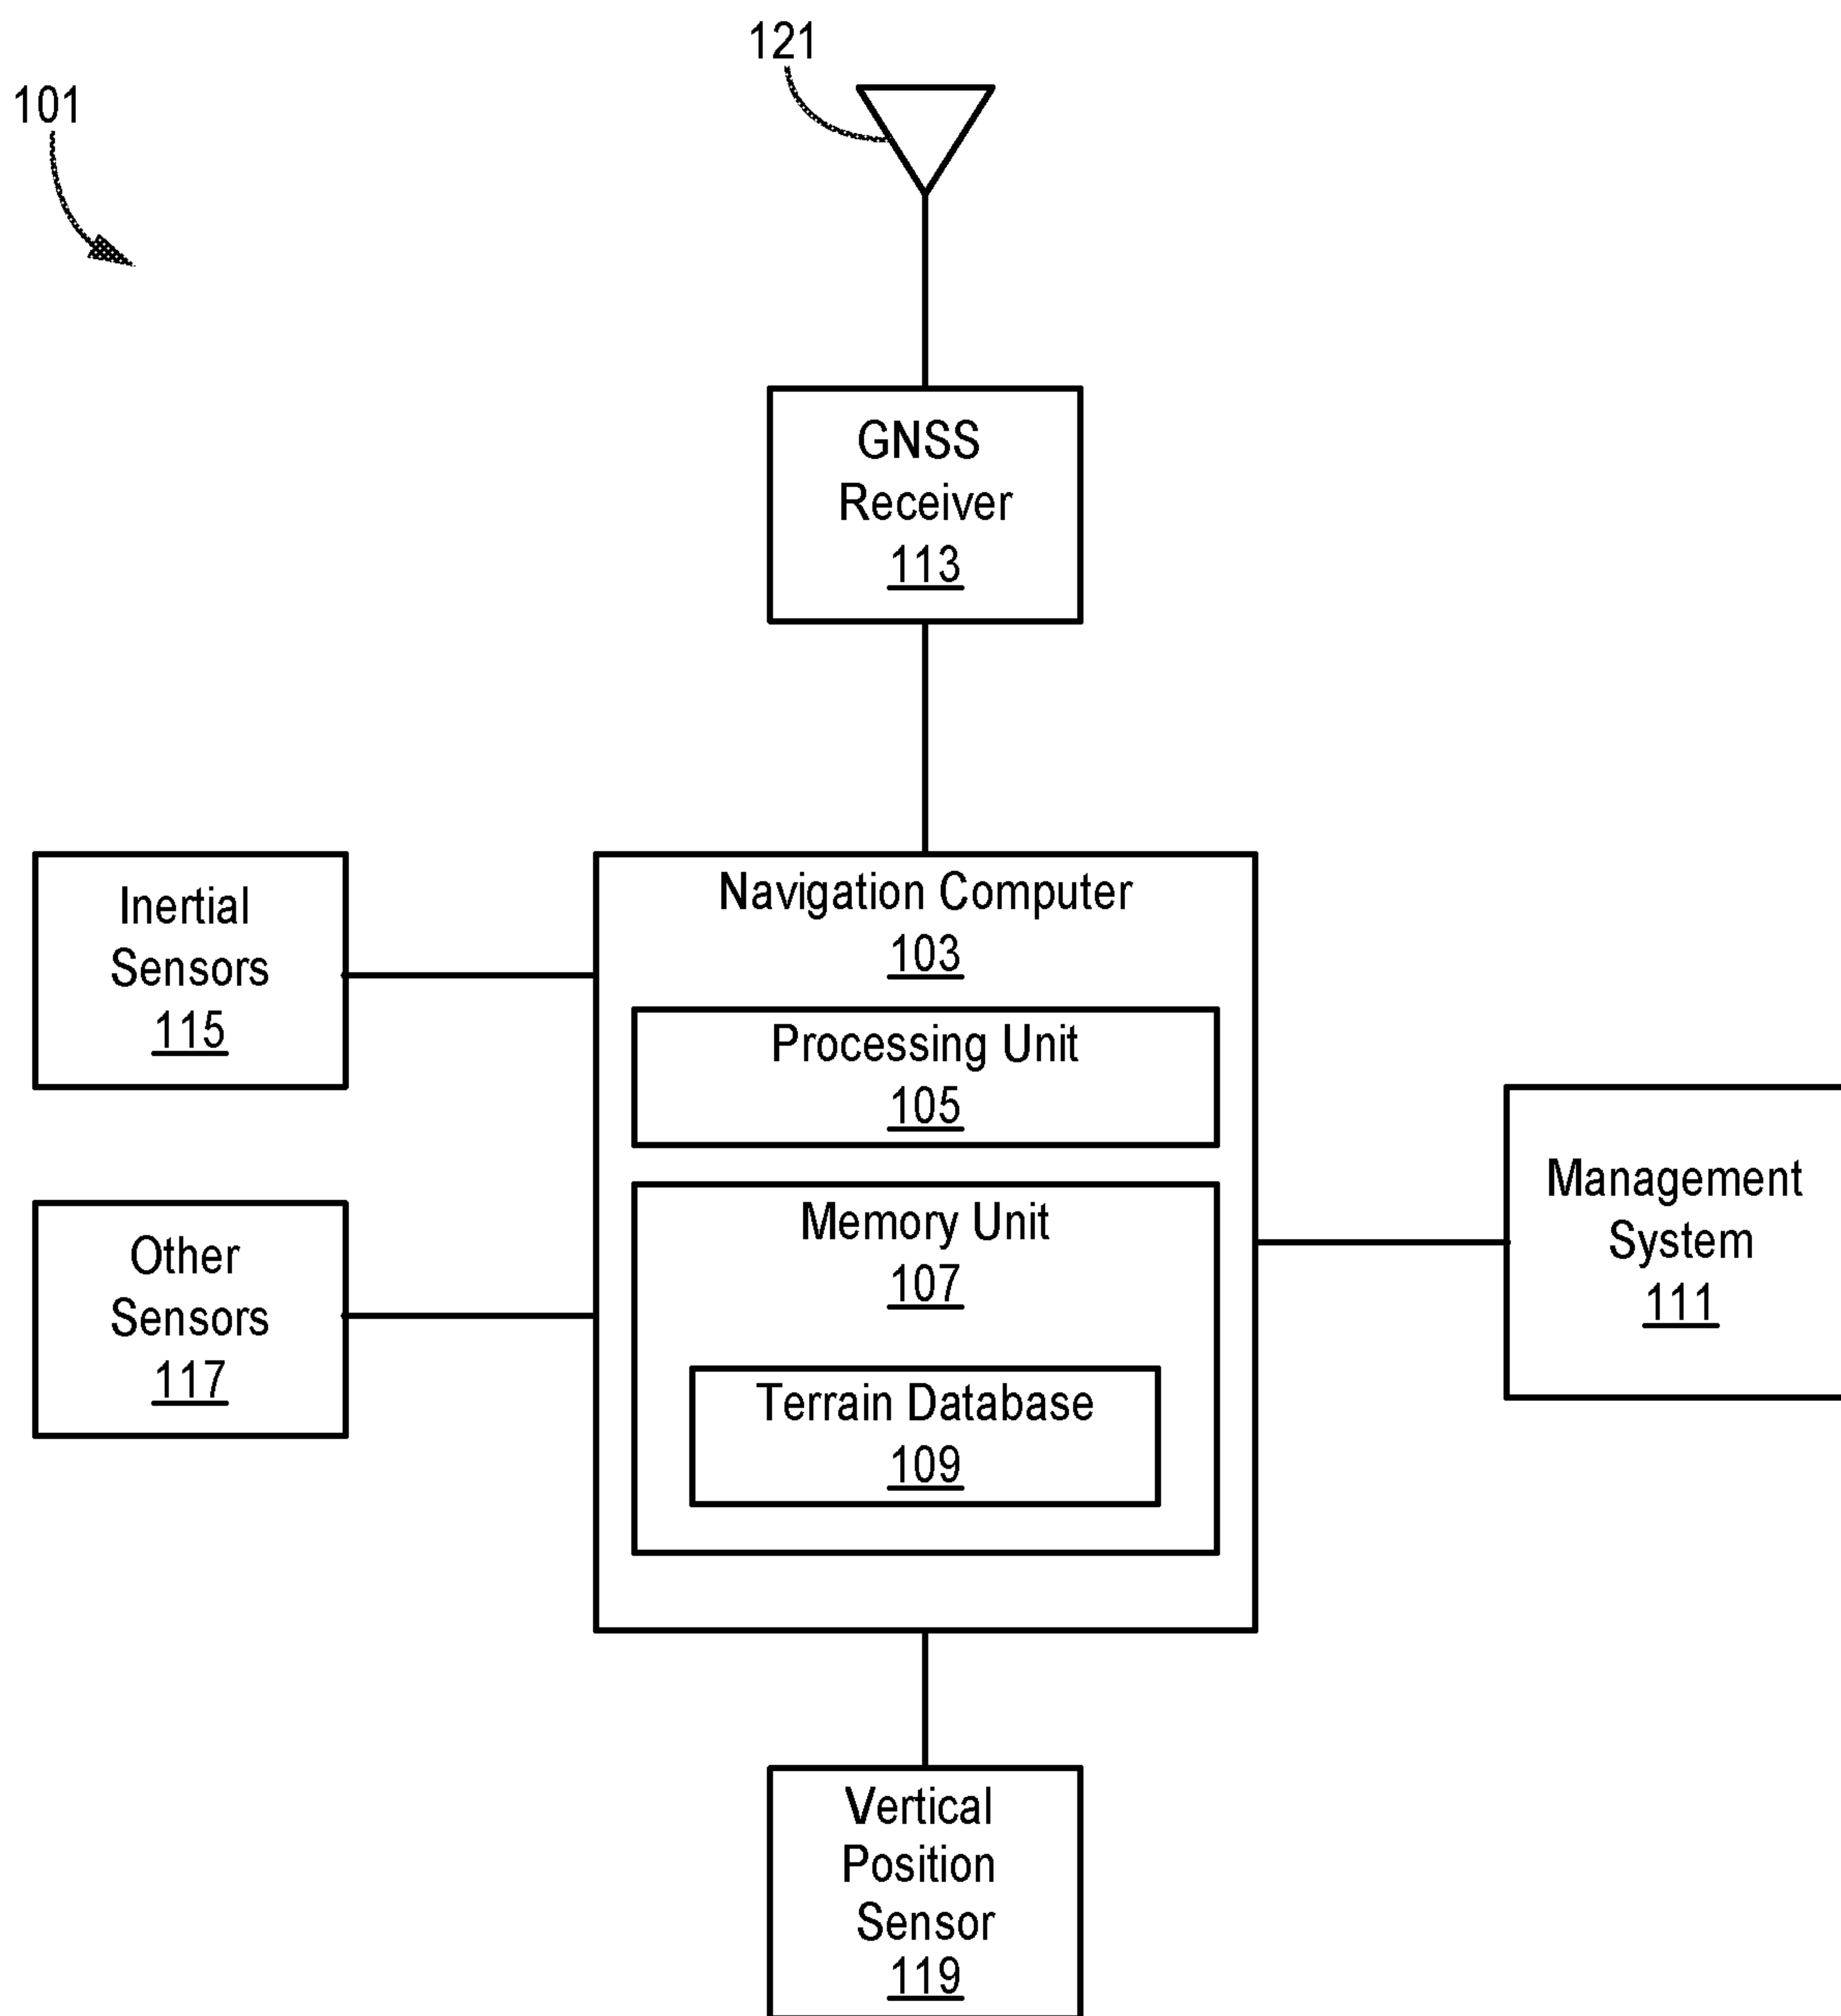 121
101
GNSS
Receiver
113
Inertial
Sensors
115
Navigation Computer
103
Processing Unit
105
Other
Sensors
117
Memory Unit
107
Terrain Database
109
Management
System
111
Vertical
Position
Sensor
119